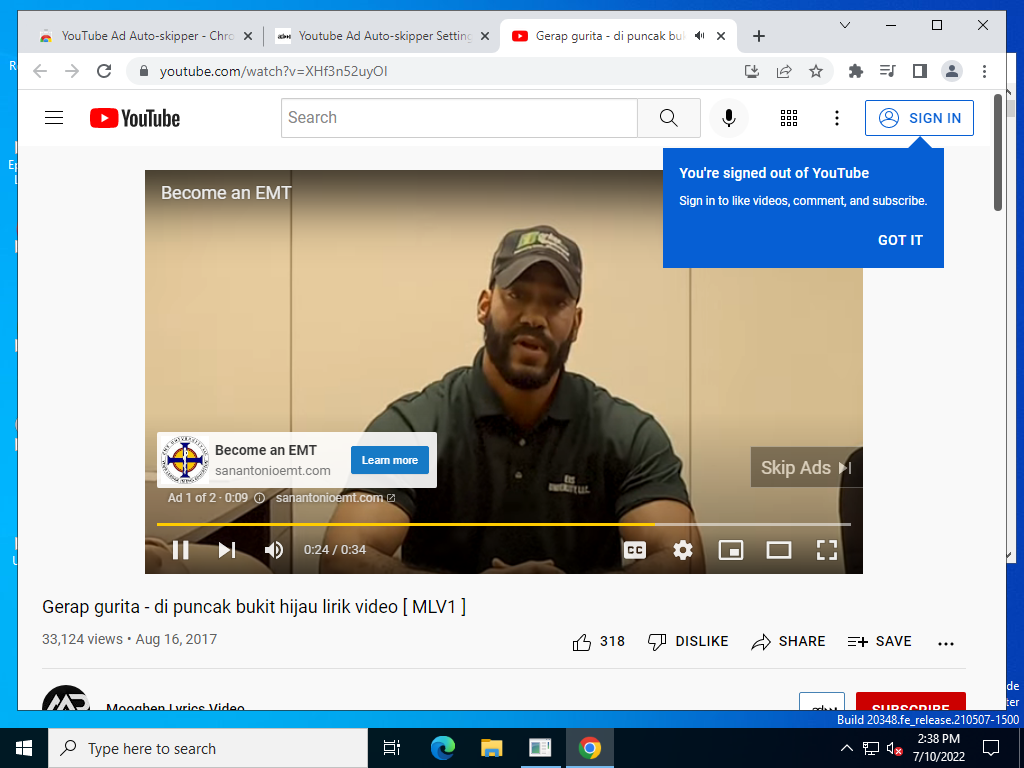 YouTube Ad Auto-skipper - Chro
Youtube Ad Auto-skipper Setting
Gerap gurita - di puncak buk
youtube.com/watch?v=XHf3n52uyOI
YouTube
Search
SIGN IN
You're signed out of YouTube
Sign in to like videos, comment, and subscribe.
GOT IT
Become an EMT
Become an EMT
sanantonioemt.com
Learn more
Skip Ads
Ad 1 of 2 · 0:09
sanantonioemt.com
0:24 / 0:34
CC
Gerap gurita - di puncak bukit hijau lirik video [ MLV1 ]
33,124 views • Aug 16, 2017
318
DISLIKE
SHARE
SAVE
Mooghen Lyrics Video
SUBSCRIBE
Build 20348.fe_release.210507-1500
Type here to search
2:38 PM
7/10/2022